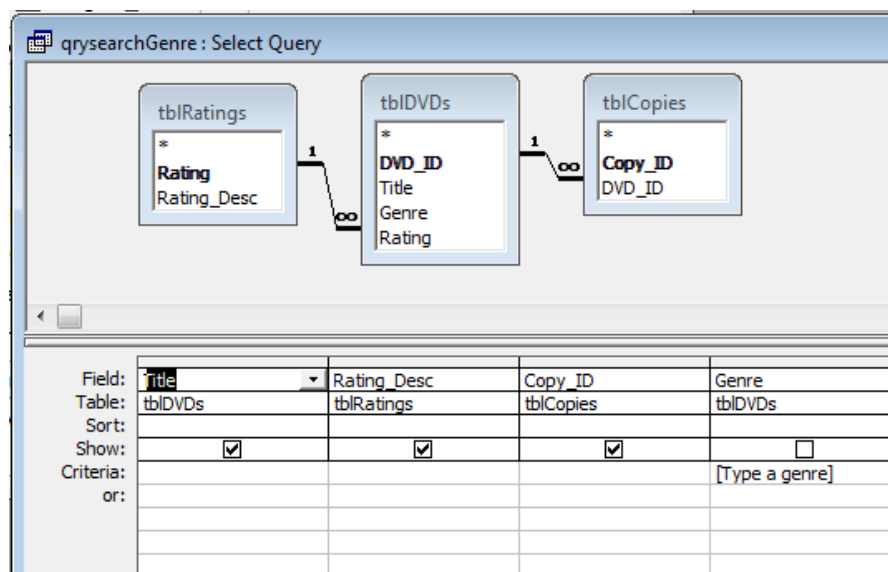 qrysearchGenre : Select Query
tblRatings
*
Rating
Rating_Desc
1
∞
tblDVDs
*
DVD_ID
Title
Genre
Rating
1
∞
tblCopies
*
Copy_ID
DVD_ID
Field: Title Rating_Desc Copy_ID Genre
Table: tblDVDs tblRatings tblCopies tblDVDs
Sort:
Show:
Criteria: [Type a genre]
or: